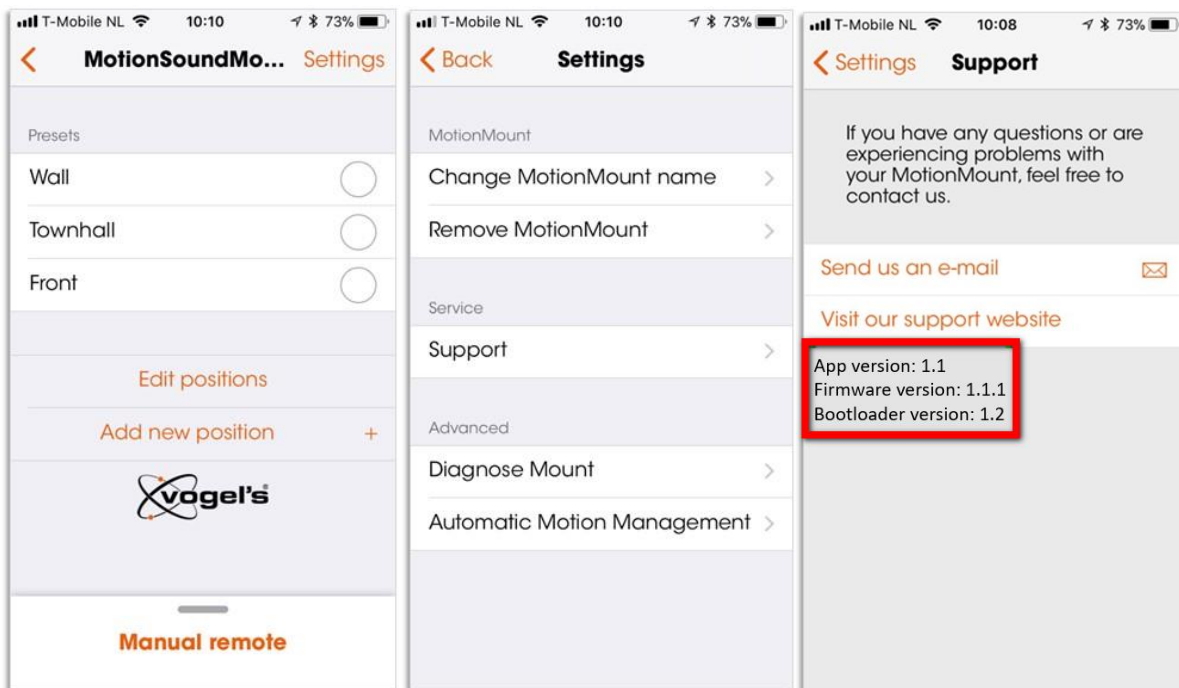 T-Mobile NL 10:10 73%
MotionSoundMo... Settings
Presets
Wall
Townhall
Front
Edit positions
Add new position +
vogel's
Manual remote
T-Mobile NL 10:10 73%
Back Settings
MotionMount
Change MotionMount name
Remove MotionMount
Service
Support
Advanced
Diagnose Mount
Automatic Motion Management
T-Mobile NL 10:08 73%
Settings Support
If you have any questions or are
experiencing problems with
your MotionMount, feel free to
contact us.
Send us an e-mail
Visit our support website
App version: 1.1
Firmware version: 1.1.1
Bootloader version: 1.2